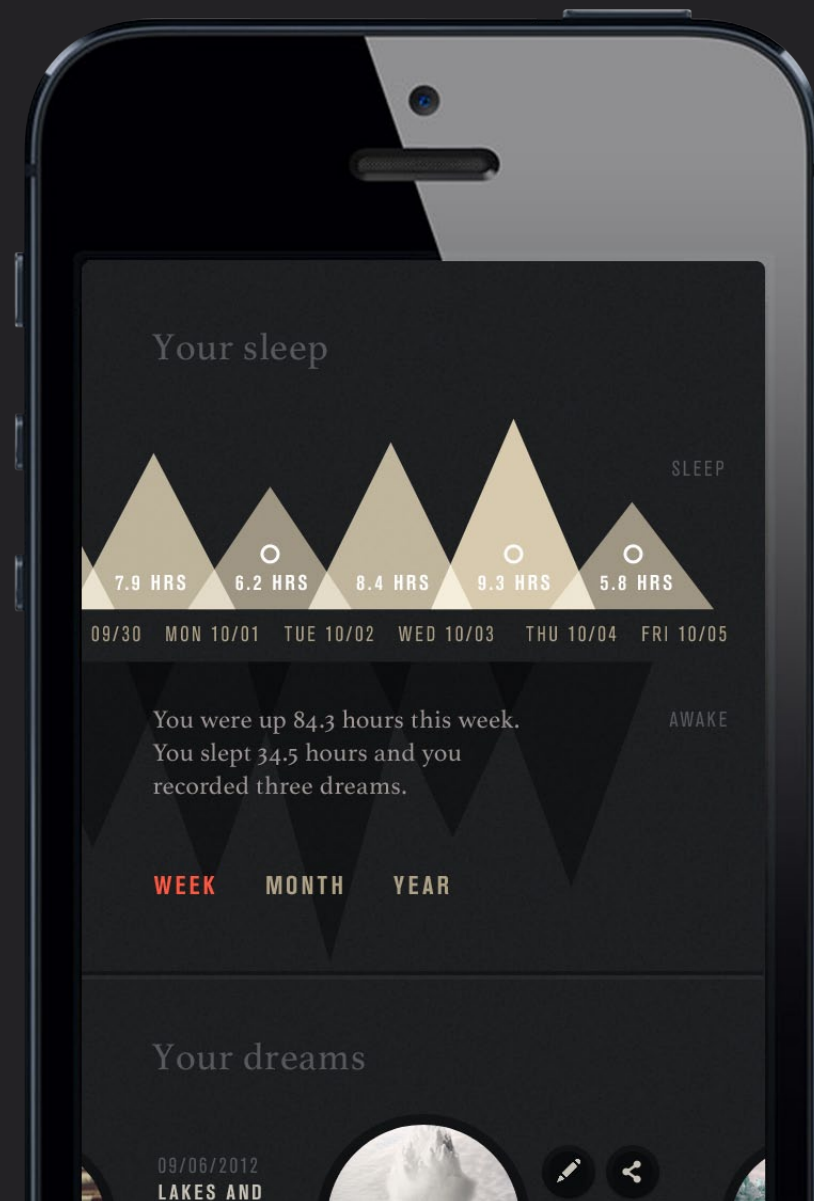 Your sleep
SLEEP
7.9 HRS 6.2 HRS 8.4 HRS 9.3 HRS 5.8 HRS
09/30 MON 10/01 TUE 10/02 WED 10/03 THU 10/04 FRI 10/05
AWAKE
You were up 84.3 hours this week.
You slept 34.5 hours and you
recorded three dreams.
WEEK MONTH YEAR
Your dreams
09/06/2012
LAKES AND